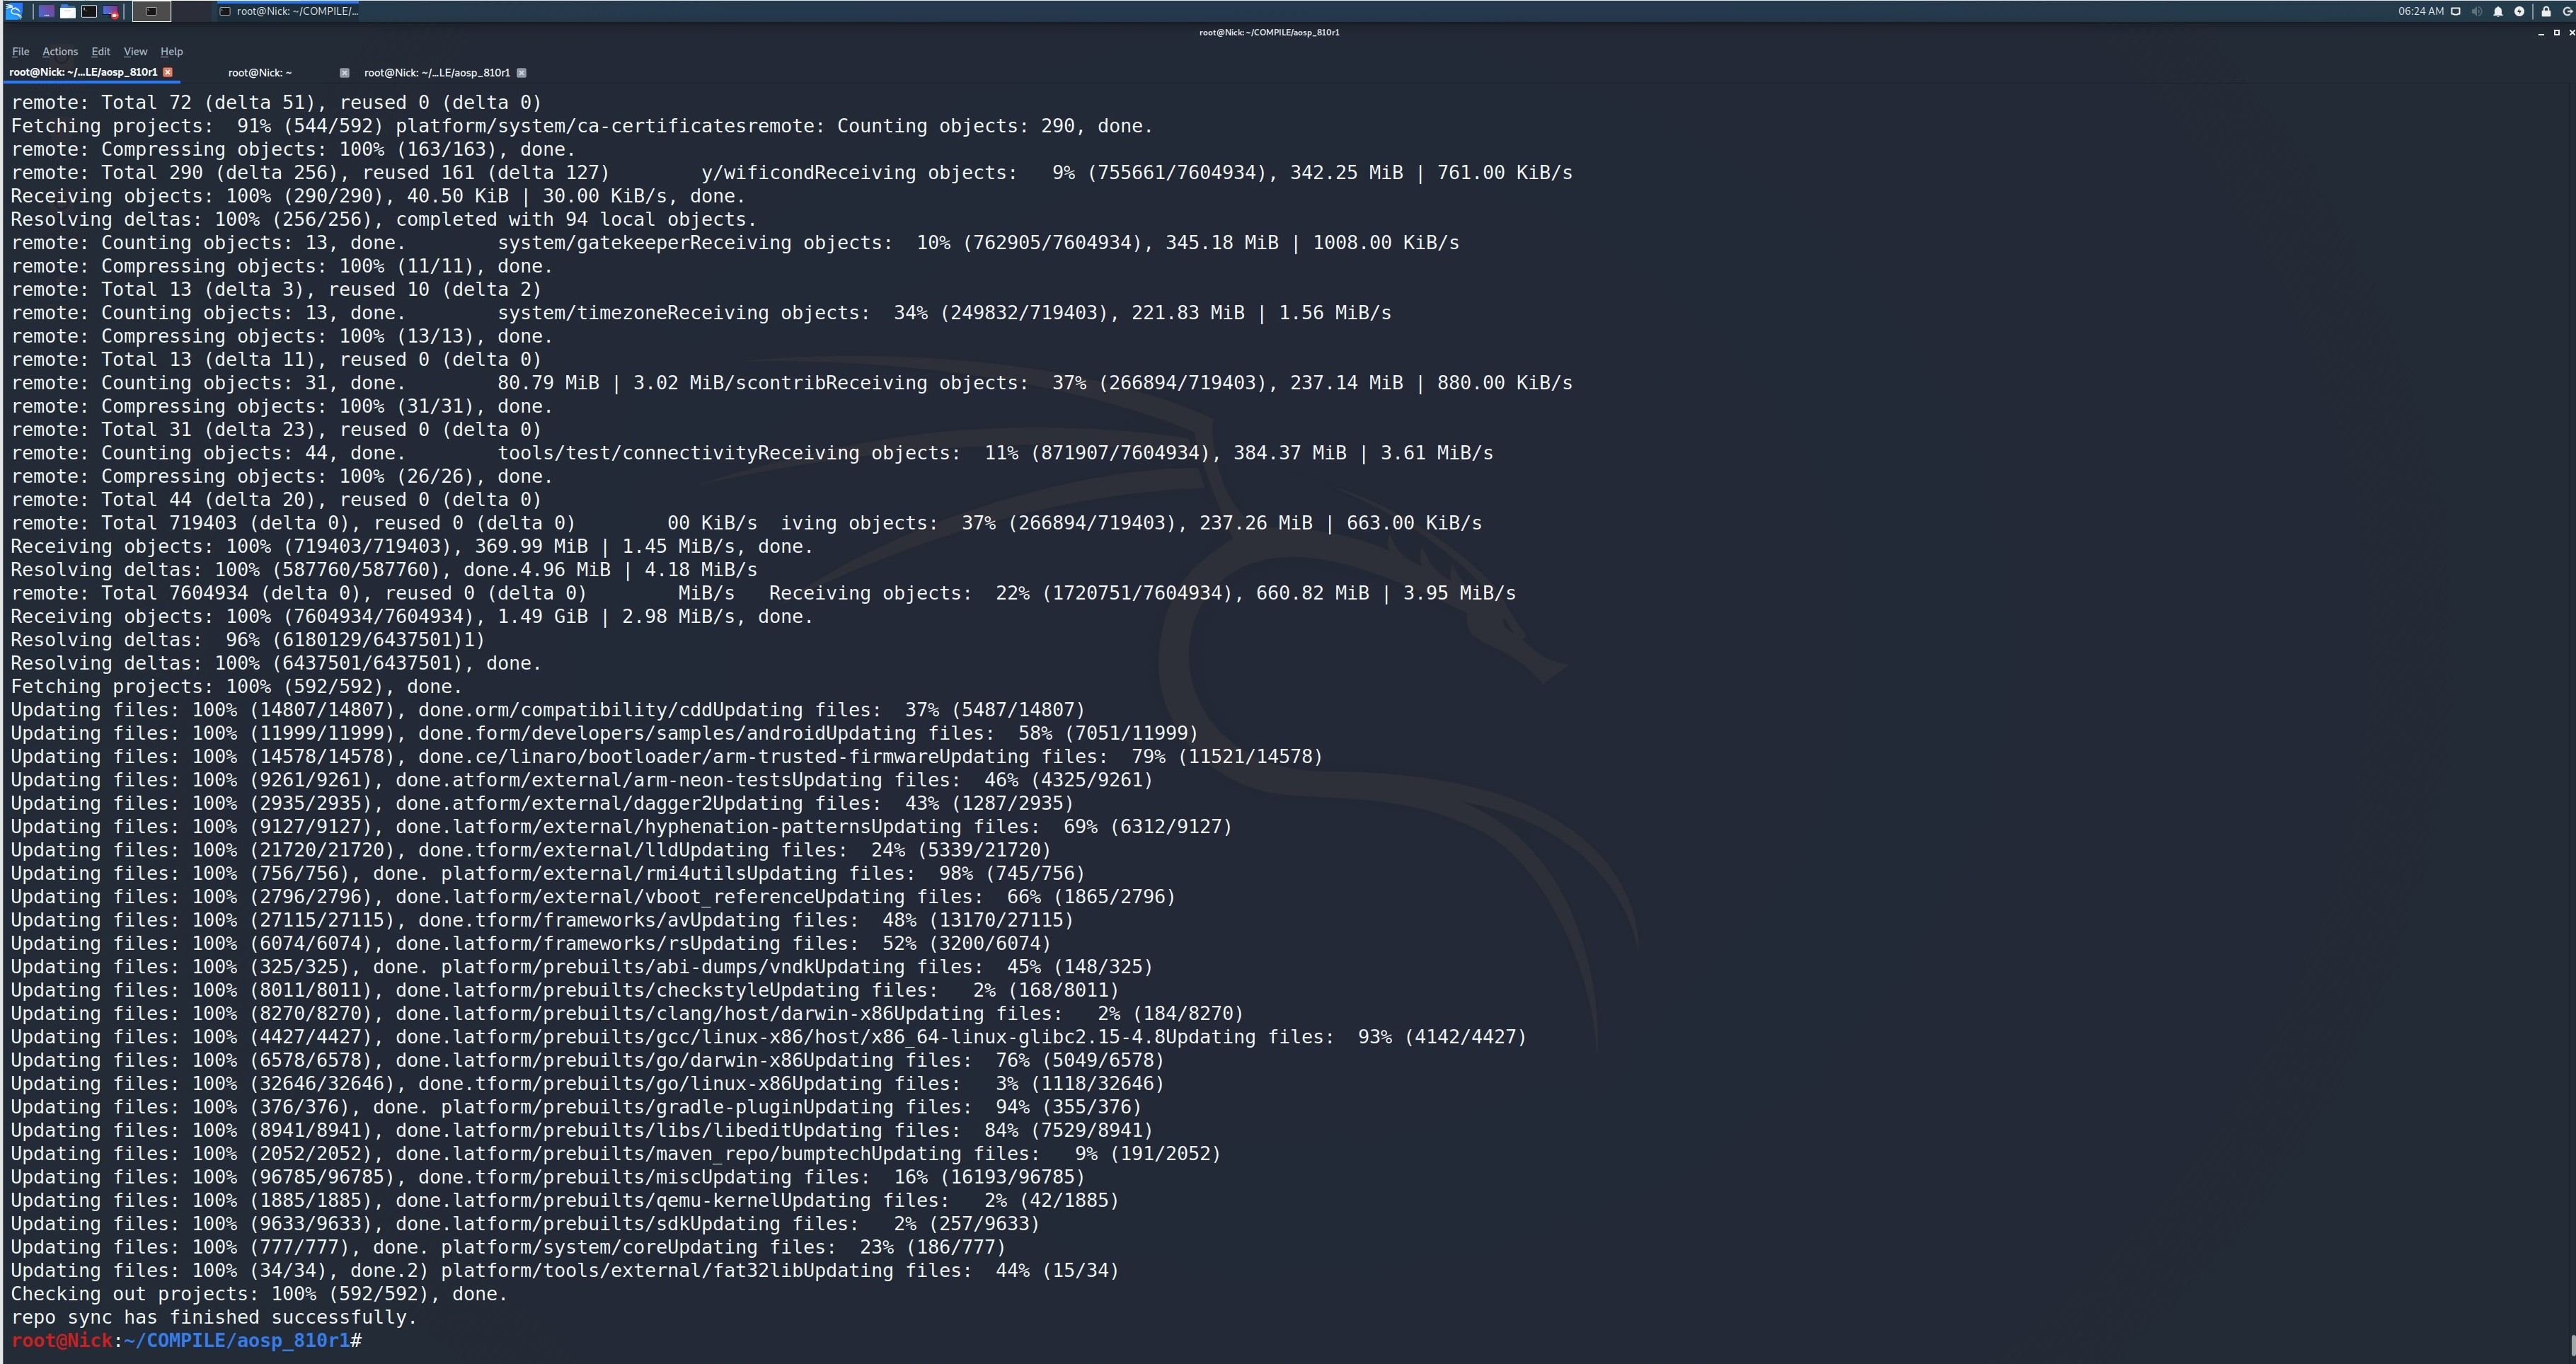 root@Nick: ~/COMPILE/...
06:24 AM
root@Nick: ~/COMPILE/aosp_810r1
File Actions Edit View Help
root@Nick: ~/...LE/aosp_810r1 root@Nick: ~ root@Nick: ~/...LE/aosp_810r1
remote: Total 72 (delta 51), reused 0 (delta 0)
Fetching projects:  91% (544/592) platform/system/ca-certificatesremote: Counting objects: 290, done.
remote: Compressing objects: 100% (163/163), done.
remote: Total 290 (delta 256), reused 161 (delta 127)        y/wificondReceiving objects:   9% (755661/7604934), 342.25 MiB | 761.00 KiB/s
Receiving objects: 100% (290/290), 40.50 KiB | 30.00 KiB/s, done.
Resolving deltas: 100% (256/256), completed with 94 local objects.
remote: Counting objects: 13, done.        system/gatekeeperReceiving objects:  10% (762905/7604934), 345.18 MiB | 1008.00 KiB/s
remote: Compressing objects: 100% (11/11), done.
remote: Total 13 (delta 3), reused 10 (delta 2)
remote: Counting objects: 13, done.        system/timezoneReceiving objects:  34% (249832/719403), 221.83 MiB | 1.56 MiB/s
remote: Compressing objects: 100% (13/13), done.
remote: Total 13 (delta 11), reused 0 (delta 0)
remote: Counting objects: 31, done.        80.79 MiB | 3.02 MiB/scontribReceiving objects:  37% (266894/719403), 237.14 MiB | 880.00 KiB/s
remote: Compressing objects: 100% (31/31), done.
remote: Total 31 (delta 23), reused 0 (delta 0)
remote: Counting objects: 44, done.        tools/test/connectivityReceiving objects:  11% (871907/7604934), 384.37 MiB | 3.61 MiB/s
remote: Compressing objects: 100% (26/26), done.
remote: Total 44 (delta 20), reused 0 (delta 0)
remote: Total 719403 (delta 0), reused 0 (delta 0)        00 KiB/s  iving objects:  37% (266894/719403), 237.26 MiB | 663.00 KiB/s
Receiving objects: 100% (719403/719403), 369.99 MiB | 1.45 MiB/s, done.
Resolving deltas: 100% (587760/587760), done.4.96 MiB | 4.18 MiB/s
remote: Total 7604934 (delta 0), reused 0 (delta 0)        MiB/s   Receiving objects:  22% (1720751/7604934), 660.82 MiB | 3.95 MiB/s
Receiving objects: 100% (7604934/7604934), 1.49 GiB | 2.98 MiB/s, done.
Resolving deltas:  96% (6180129/6437501)1)
Resolving deltas: 100% (6437501/6437501), done.
Fetching projects: 100% (592/592), done.
Updating files: 100% (14807/14807), done.orm/compatibility/cddUpdating files:  37% (5487/14807)
Updating files: 100% (11999/11999), done.form/developers/samples/androidUpdating files:  58% (7051/11999)
Updating files: 100% (14578/14578), done.ce/linaro/bootloader/arm-trusted-firmwareUpdating files:  79% (11521/14578)
Updating files: 100% (9261/9261), done.atform/external/arm-neon-testsUpdating files:  46% (4325/9261)
Updating files: 100% (2935/2935), done.atform/external/dagger2Updating files:  43% (1287/2935)
Updating files: 100% (9127/9127), done.latform/external/hyphenation-patternsUpdating files:  69% (6312/9127)
Updating files: 100% (21720/21720), done.tform/external/lldUpdating files:  24% (5339/21720)
Updating files: 100% (756/756), done. platform/external/rmi4utilsUpdating files:  98% (745/756)
Updating files: 100% (2796/2796), done.latform/external/vboot_referenceUpdating files:  66% (1865/2796)
Updating files: 100% (27115/27115), done.tform/frameworks/avUpdating files:  48% (13170/27115)
Updating files: 100% (6074/6074), done.latform/frameworks/rsUpdating files:  52% (3200/6074)
Updating files: 100% (325/325), done. platform/prebuilts/abi-dumps/vndkUpdating files:  45% (148/325)
Updating files: 100% (8011/8011), done.latform/prebuilts/checkstyleUpdating files:   2% (168/8011)
Updating files: 100% (8270/8270), done.latform/prebuilts/clang/host/darwin-x86Updating files:   2% (184/8270)
Updating files: 100% (4427/4427), done.latform/prebuilts/gcc/linux-x86/host/x86_64-linux-glibc2.15-4.8Updating files:  93% (4142/4427)
Updating files: 100% (6578/6578), done.latform/prebuilts/go/darwin-x86Updating files:  76% (5049/6578)
Updating files: 100% (32646/32646), done.tform/prebuilts/go/linux-x86Updating files:   3% (1118/32646)
Updating files: 100% (376/376), done. platform/prebuilts/gradle-pluginUpdating files:  94% (355/376)
Updating files: 100% (8941/8941), done.latform/prebuilts/libs/libeditUpdating files:  84% (7529/8941)
Updating files: 100% (2052/2052), done.latform/prebuilts/maven_repo/bumptechUpdating files:   9% (191/2052)
Updating files: 100% (96785/96785), done.tform/prebuilts/miscUpdating files:  16% (16193/96785)
Updating files: 100% (1885/1885), done.latform/prebuilts/qemu-kernelUpdating files:   2% (42/1885)
Updating files: 100% (9633/9633), done.latform/prebuilts/sdkUpdating files:   2% (257/9633)
Updating files: 100% (777/777), done. platform/system/coreUpdating files:  23% (186/777)
Updating files: 100% (34/34), done.2) platform/tools/external/fat32libUpdating files:  44% (15/34)
Checking out projects: 100% (592/592), done.
repo sync has finished successfully.
root@Nick:~/COMPILE/aosp_810r1#